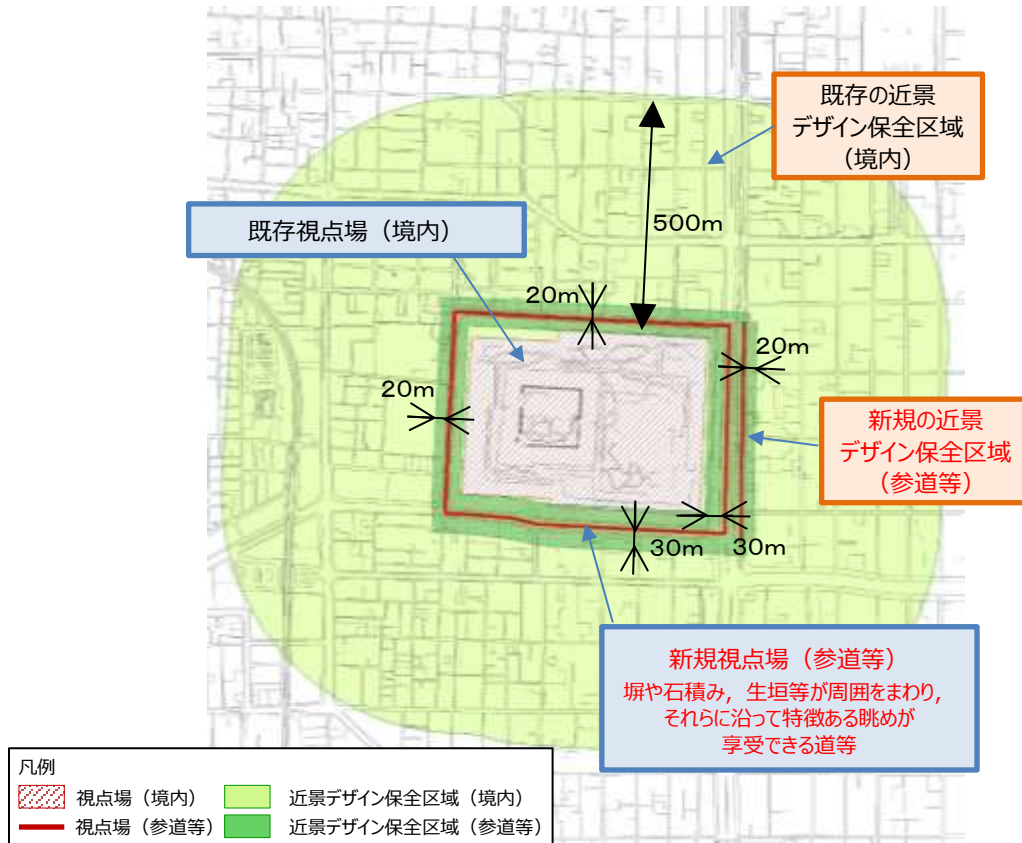 既存の近景
デザイン保全区域
（境内）
500m
既存視点場（境内）
20m
20m
20m
新規の近景
デザイン保全区域
（参道等）
30m
30m
新規視点場（参道等）
塀や石積み，生垣等が周囲をまわり，
それらに沿って特徴ある眺めが
享受できる道等
凡例
視点場（境内）
近景デザイン保全区域（境内）
視点場（参道等）
近景デザイン保全区域（参道等）